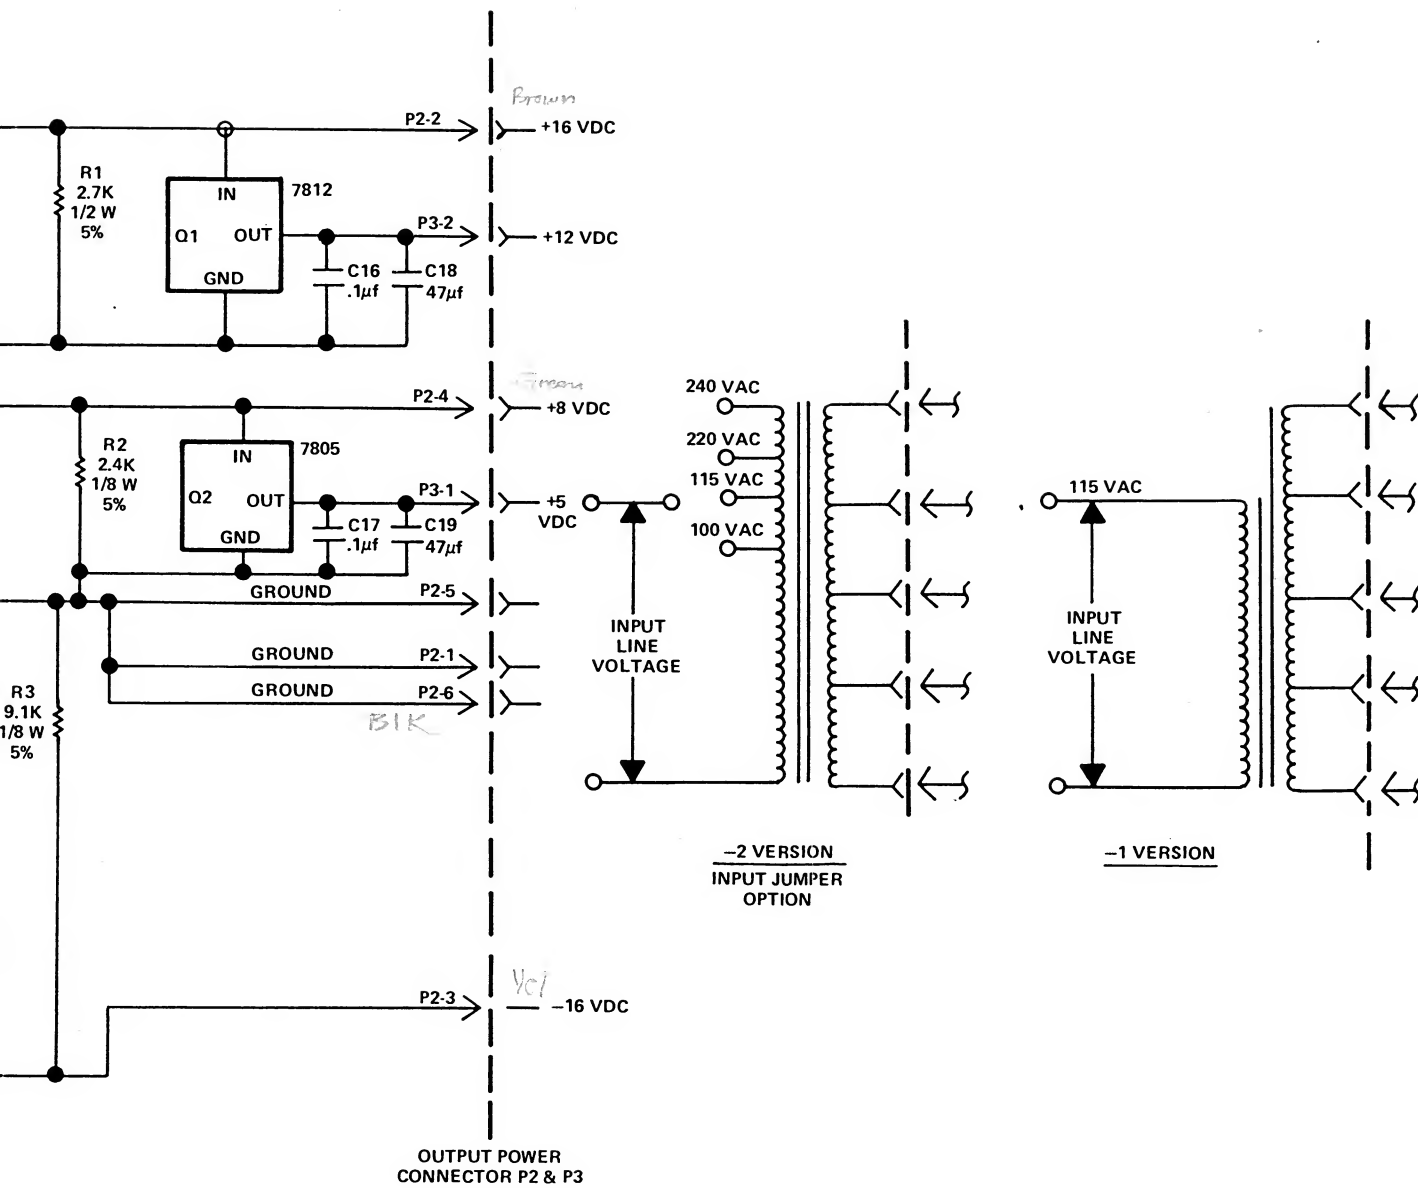 Brown
P2-2
+16 VDC
R1
2.7K
1/2 W
5%
IN
7812
Q1
OUT
GND
P3-2
+12 VDC
C16
.1µf
C18
47µf
Green
P2-4
+8 VDC
R2
2.4K
1/8 W
5%
IN
7805
Q2
OUT
GND
P3-1
+5
VDC
C17
.1µf
C19
47µf
GROUND
P2-5
GROUND
P2-1
GROUND
P2-6
BlK
R3
9.1K
1/8 W
5%
Yel
P2-3
–16 VDC
OUTPUT POWER
CONNECTOR P2 & P3
240 VAC
220 VAC
115 VAC
100 VAC
INPUT
LINE
VOLTAGE
–2 VERSION
INPUT JUMPER
OPTION
115 VAC
INPUT
LINE
VOLTAGE
–1 VERSION